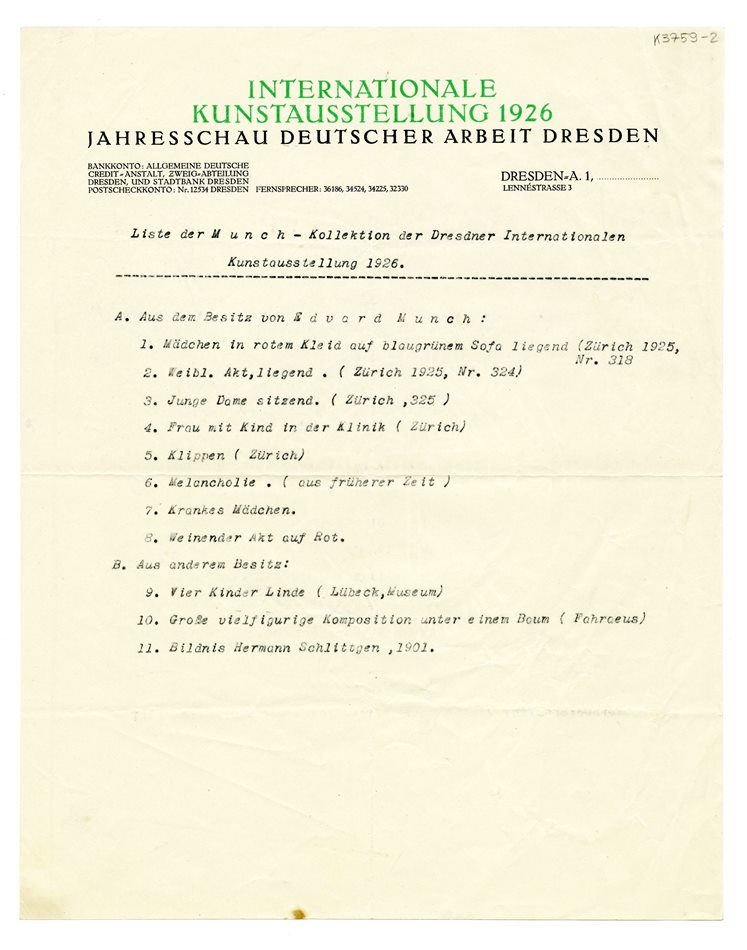 K3759-2
INTERNATIONALE
KUNSTAUSSTELLUNG 1926
JAHRESSCHAU DEUTSCHER ARBEIT DRESDEN
BANKKONTO: ALLGEMEINE DEUTSCHE
CREDIT=ANSTALT, ZWEIG=ABTEILUNG
DRESDEN, UND STADTBANK DRESDEN
POSTSCHECKKONTO: Nr. 12534 DRESDEN FERNSPRECHER: 36186, 34524, 34225, 32330
DRESDEN=A. 1, ........................
LENNÉSTRASSE 3
Liste der M u n c h - Kollektion der Dresdner Internationalen
Kunstausstellung 1926.
A. Aus dem Besitz von E d v a r d M u n c h :
1. Mädchen in rotem Kleid auf blaugrünem Sofa liegend (Zürich 1925,
Nr. 318
2. Weibl. Akt,liegend . ( Zürich 1925, Nr. 324)
3. Junge Dame sitzend. ( Zürich ,325 )
4. Frau mit Kind in der Klinik ( Zürich)
5. Klippen ( Zürich)
6. Melancholie . ( aus früherer Zeit )
7. Krankes Mädchen.
8. Weinender Akt auf Rot.
B. Aus anderem Besitz:
9. Vier Kinder Linde ( Lübeck,Museum)
10. Große vielfigurige Komposition unter einem Baum ( Fahraeus)
11. Bildnis Hermann Schlittgen ,1901.